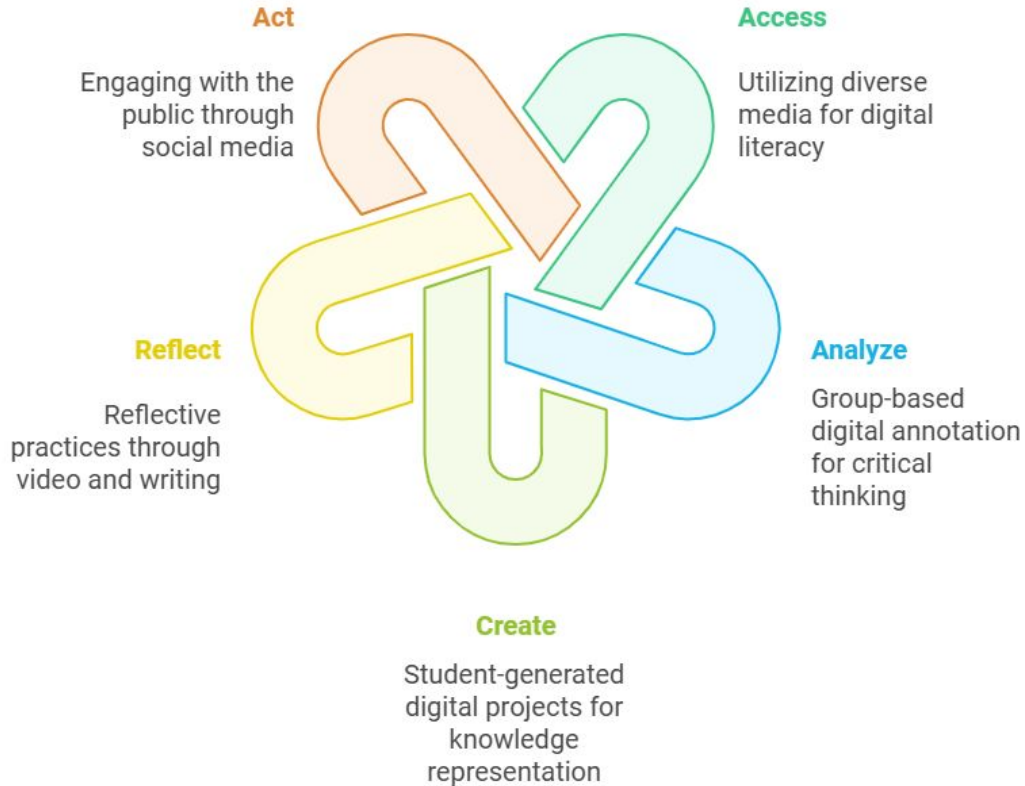 Act
Engaging with the
public through
social media
Access
Utilizing diverse
media for digital
literacy
Reflect
Reflective
practices through
video and writing
Analyze
Group-based
digital annotation
for critical
thinking
Create
Student-generated
digital projects for
knowledge
representation